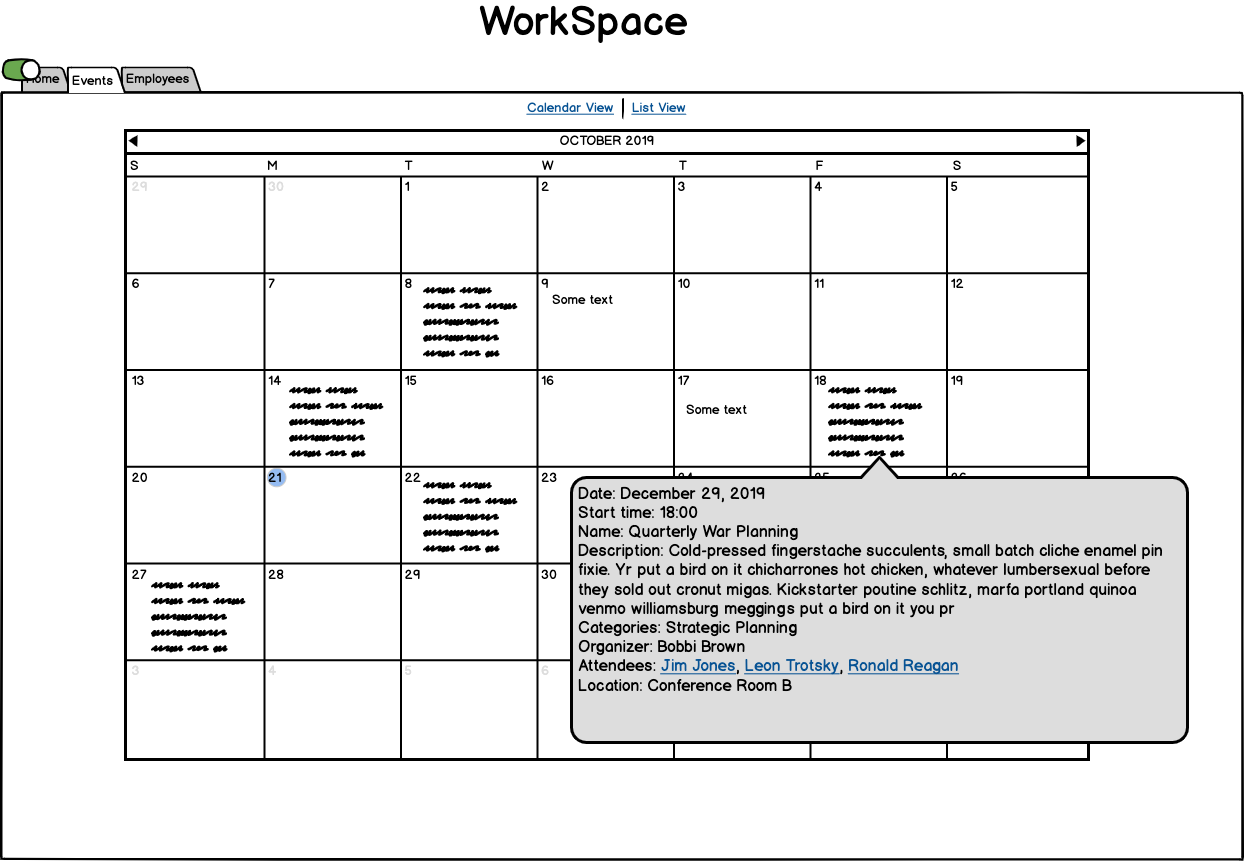 WorkSpace
Home Events Employees
Calendar View | List View
OCTOBER 2019
S M T W T F S
29 30 1 2 3 4 5
6 7 8 9 10 11 12
Some text
13 14 15 16 17 18 19
Some text
20 21 22 23 24 25 26
Date: December 29, 2019
Start time: 18:00
Name: Quarterly War Planning
Description: Cold-pressed fingerstache succulents, small batch cliche enamel pin
fixie. Yr put a bird on it chicharrones hot chicken, whatever lumbersexual before
they sold out cronut migas. Kickstarter poutine schlitz, marfa portland quinoa
venmo williamsburg meggings put a bird on it you pr
Categories: Strategic Planning
Organizer: Bobbi Brown
Attendees: Jim Jones, Leon Trotsky, Ronald Reagan
Location: Conference Room B
27 28 29 30
3 4 5 6